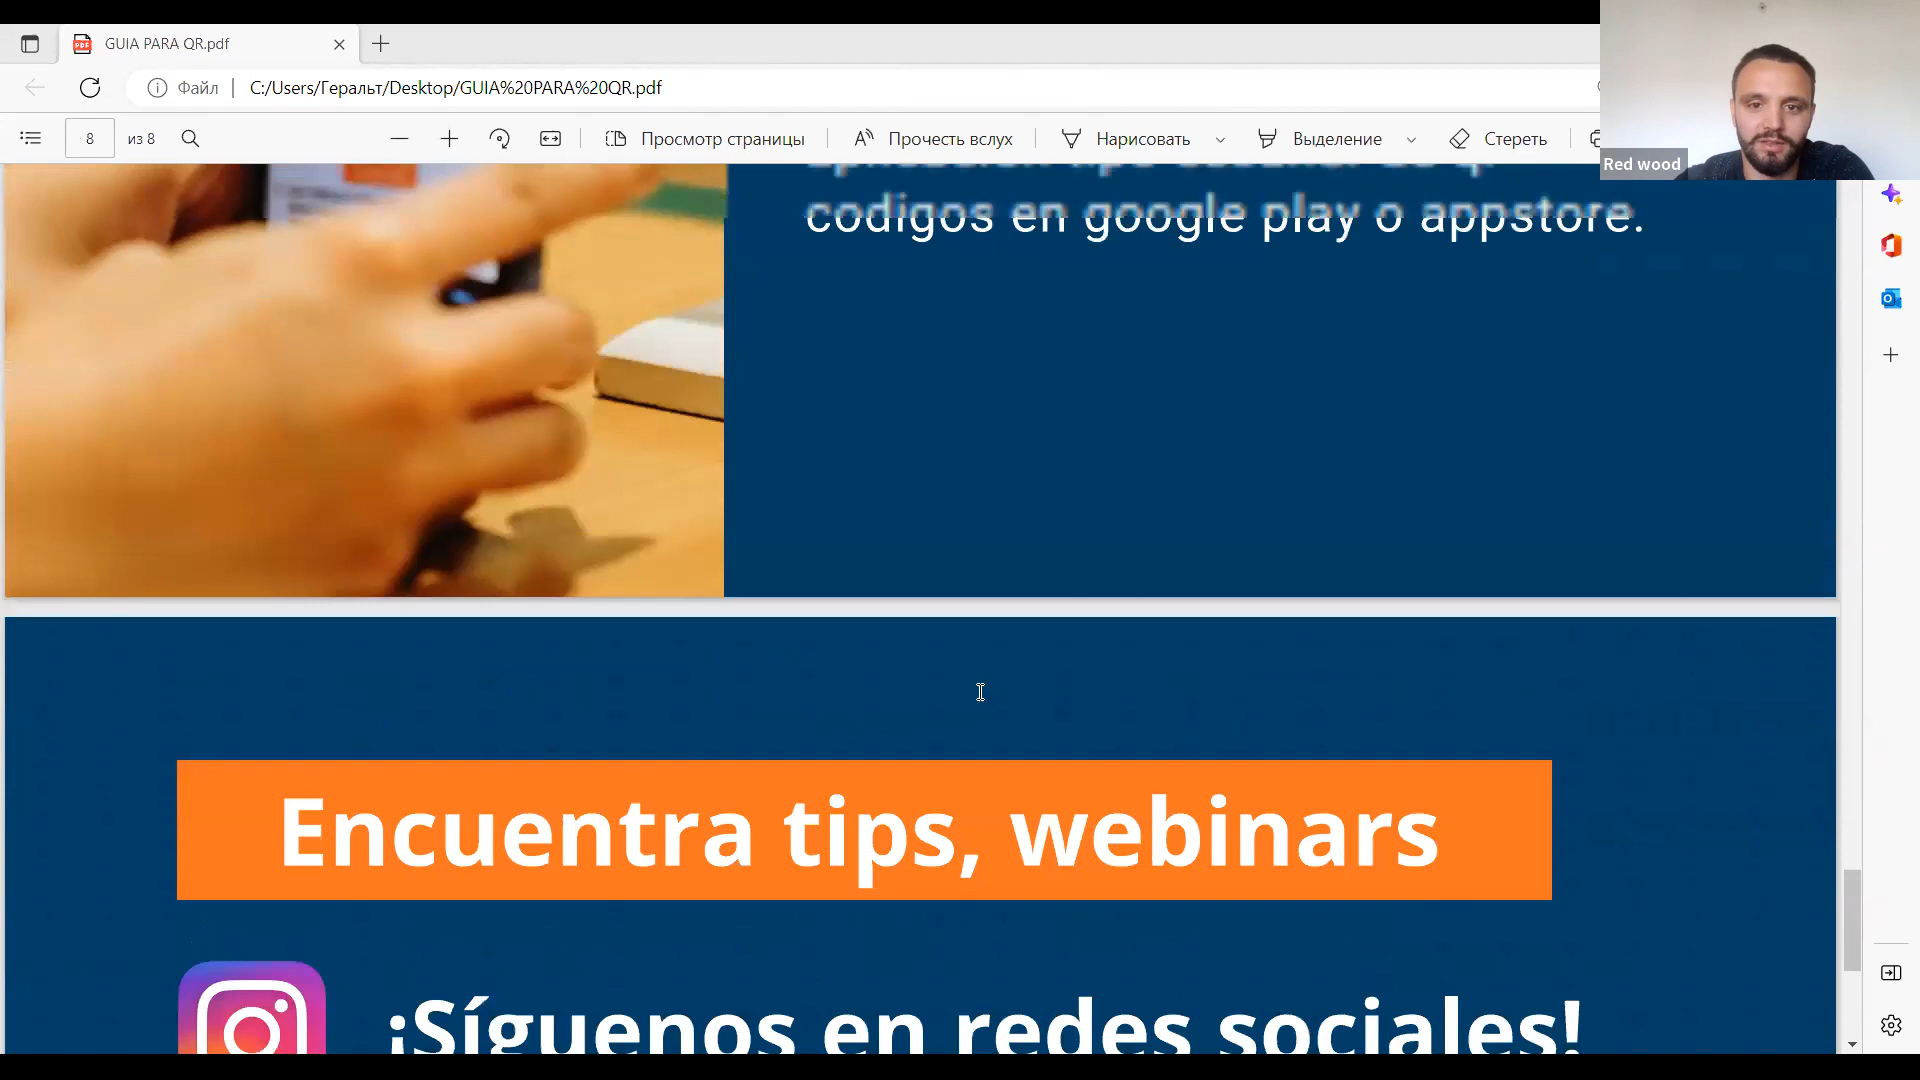 GUIA PARA QR.pdf
Файл
C:/Users/Геральт/Desktop/GUIA%20PARA%20QR.pdf
8 из 8
Просмотр страницы
Прочесть вслух
Нарисовать
Выделение
Стереть
Red wood
codigos en google play o appstore.
Encuentra tips, webinars
¡Síguenos en redes sociales!